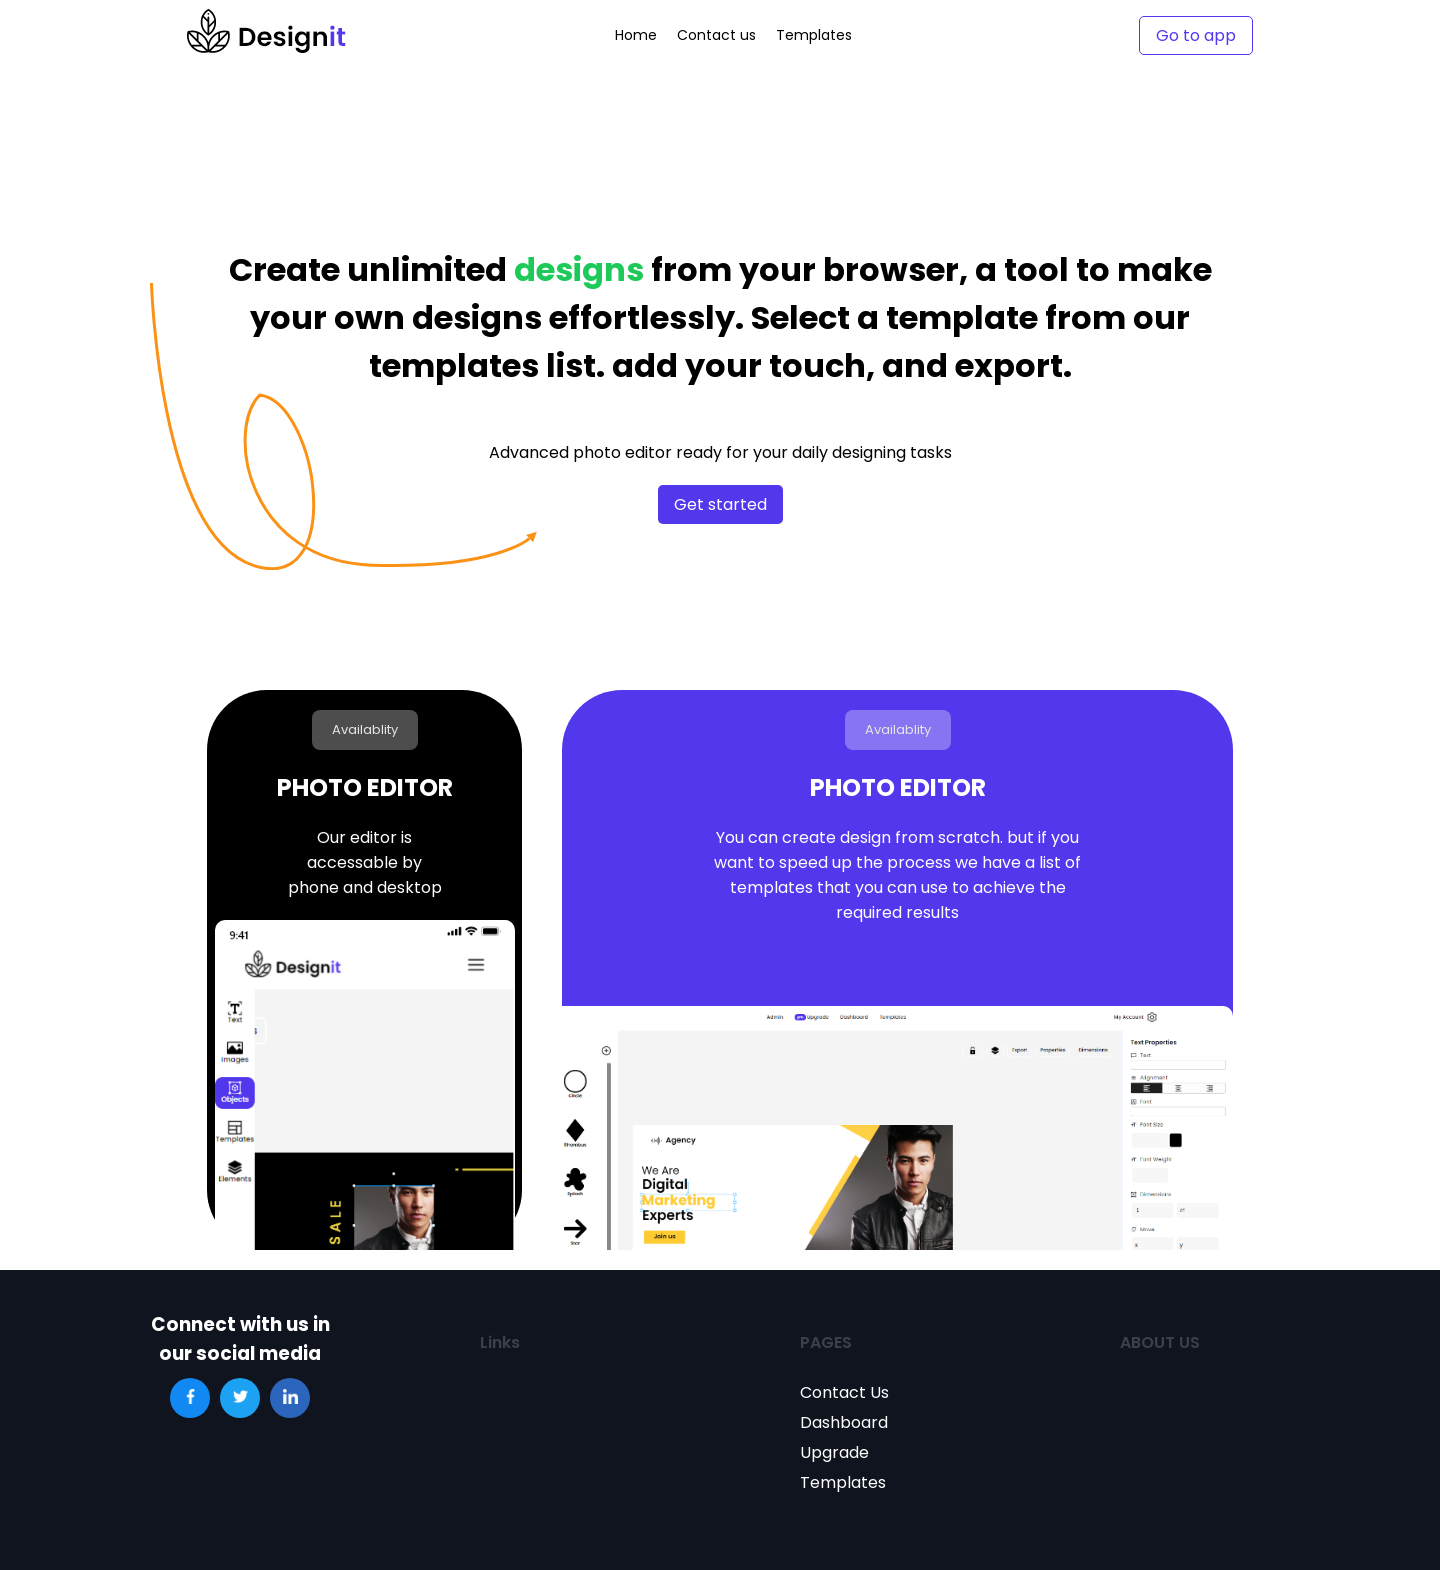 Designit
Home Contact us Templates
Go to app
Create unlimited designs from your browser, a tool to make
your own designs effortlessly. Select a template from our
templates list. add your touch, and export.
Advanced photo editor ready for your daily designing tasks
Get started
Availablity
PHOTO EDITOR
Our editor is
accessable by
phone and desktop
9:41
Designit
Text
Images
Objects
Templates
Elements
SALE
Availablity
PHOTO EDITOR
You can create design from scratch. but if you
want to speed up the process we have a list of
templates that you can use to achieve the
required results
Admin pro Upgrade Dashboard Templates
My Account
Export Properties Dimensions
Circle
Rhombus
Splash
Star
Agency
We Are
Digital
Marketing
Experts
Join us
Text Properties
Text
Alignment
Font
Font Size
Font Weight
Dimensions
Move
x y
Connect with us in
our social media
Links
PAGES
Contact Us
Dashboard
Upgrade
Templates
ABOUT US